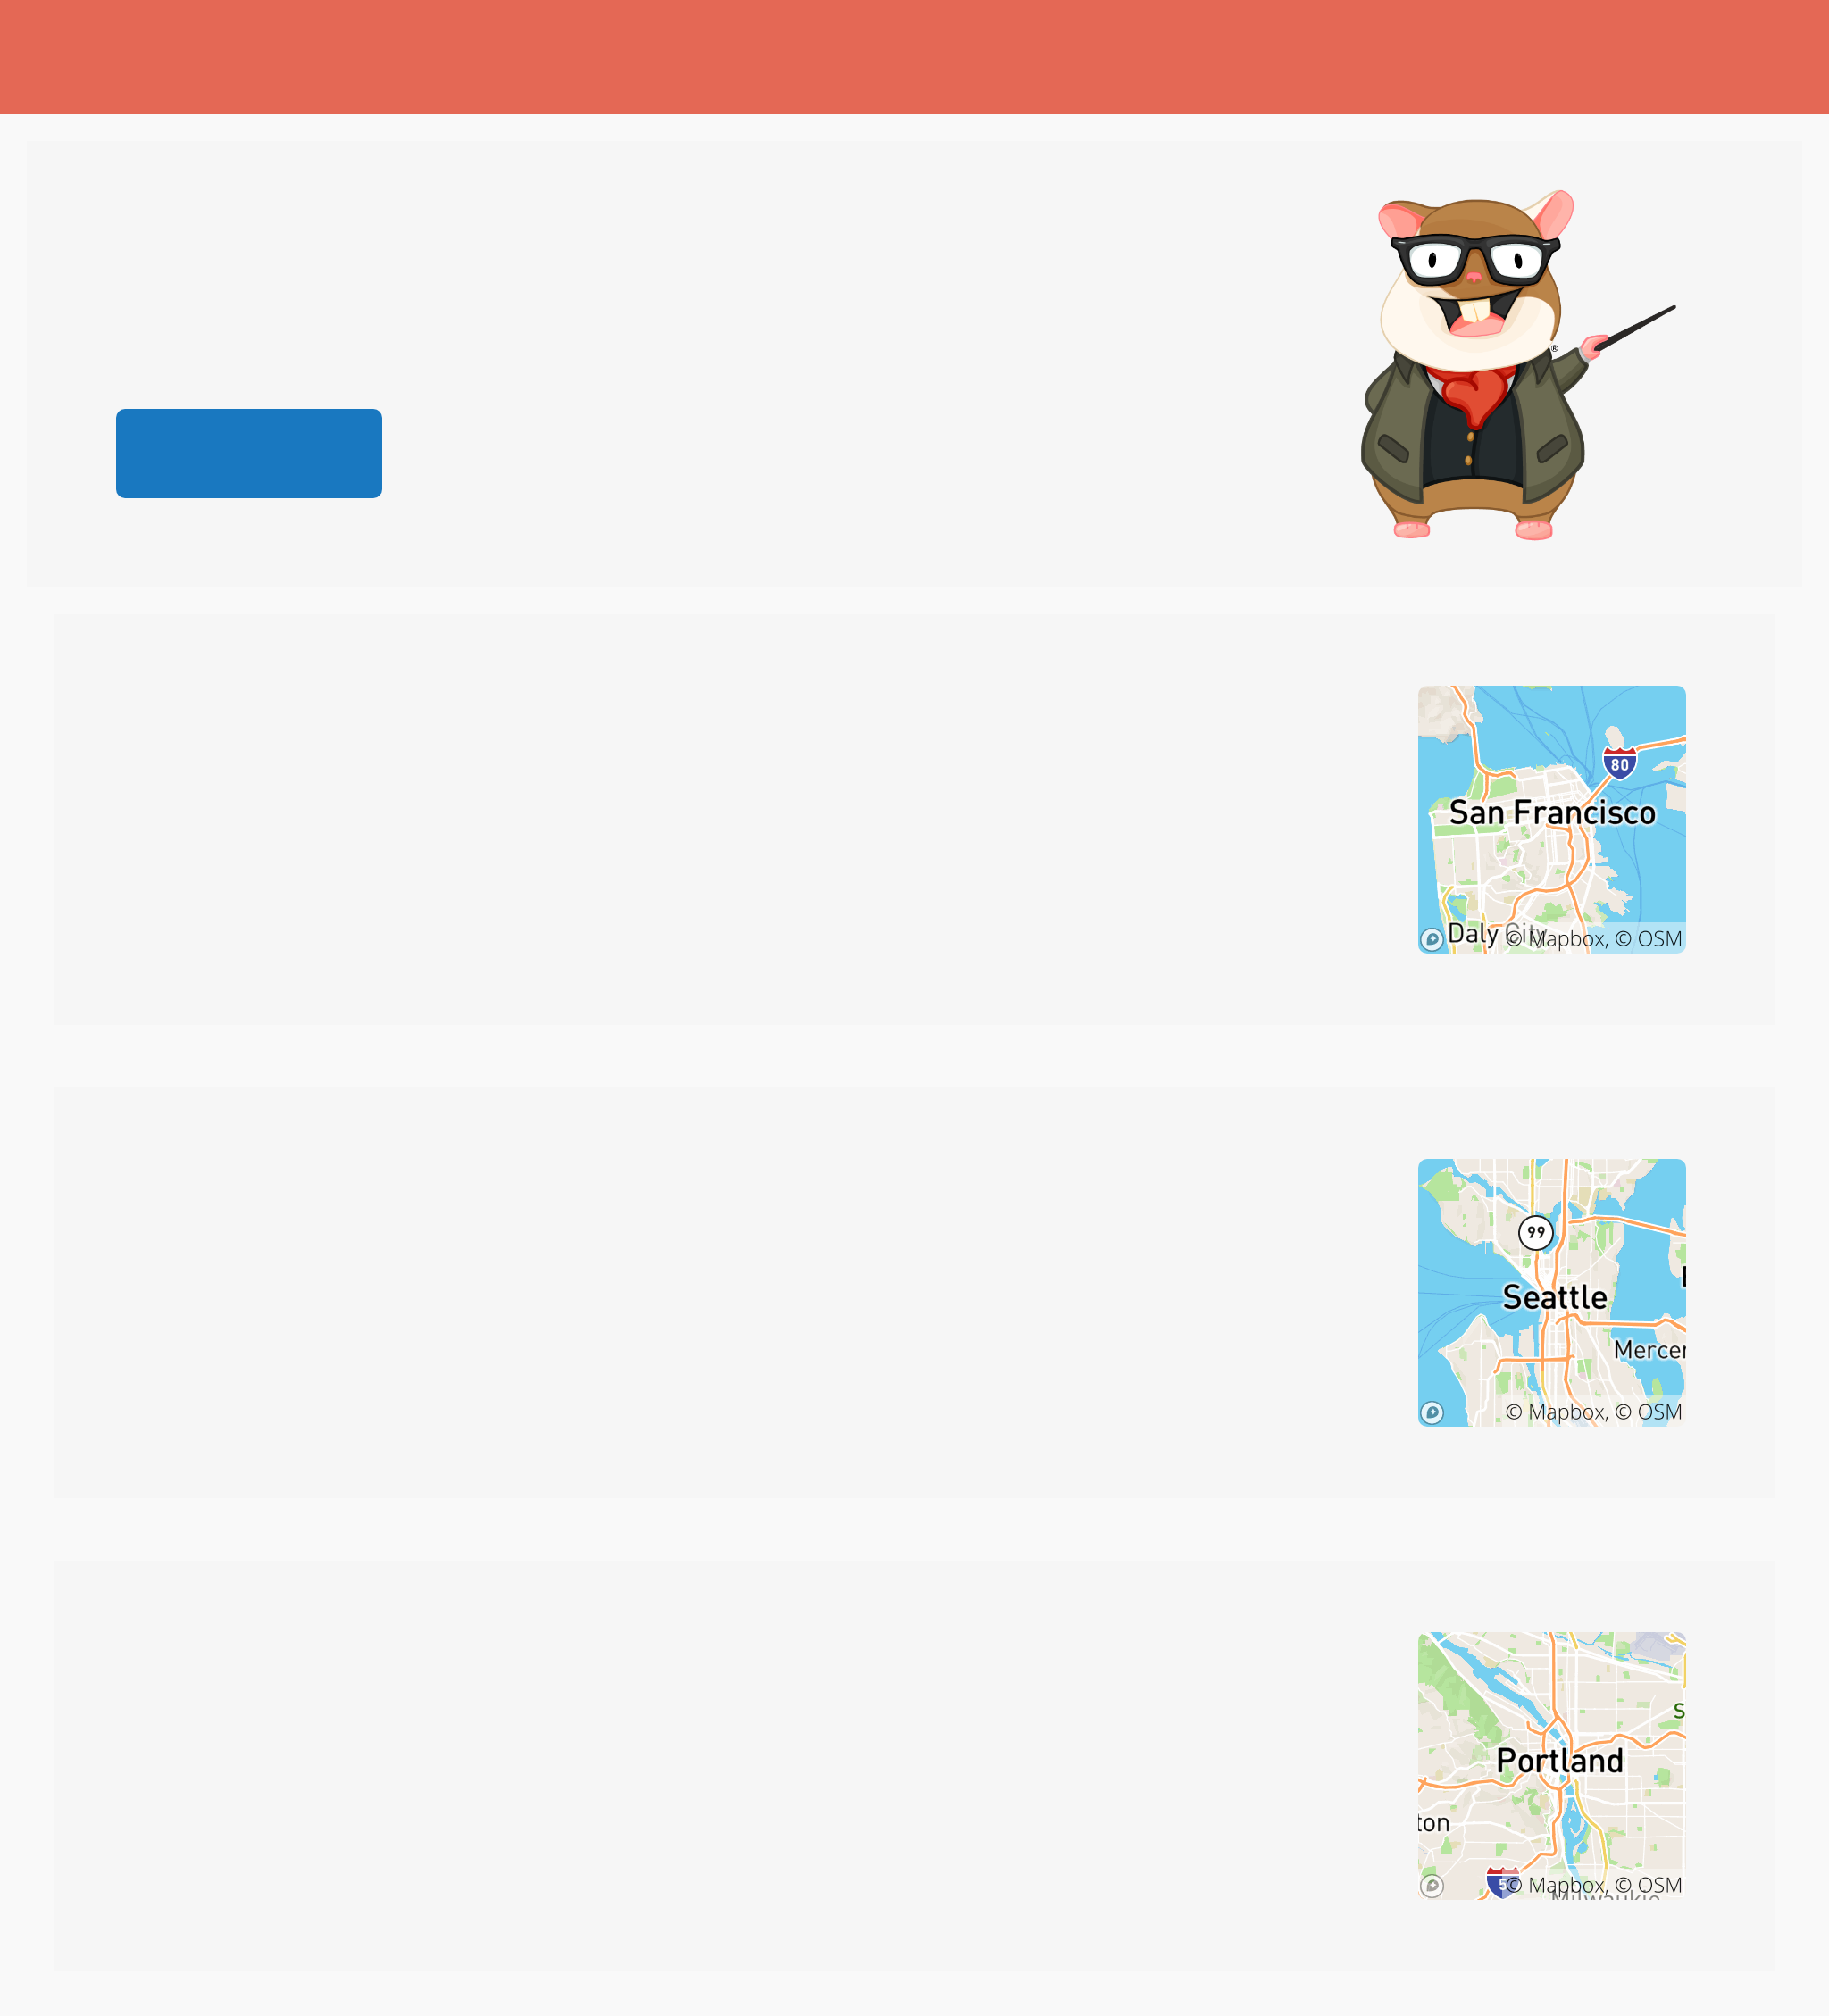 ®
80
San Francisco
Daly City
© Mapbox, © OSM
99
Seattle
Mercer
© Mapbox, © OSM
S
Portland
ton
5
© Mapbox, © OSM
Milwaukie